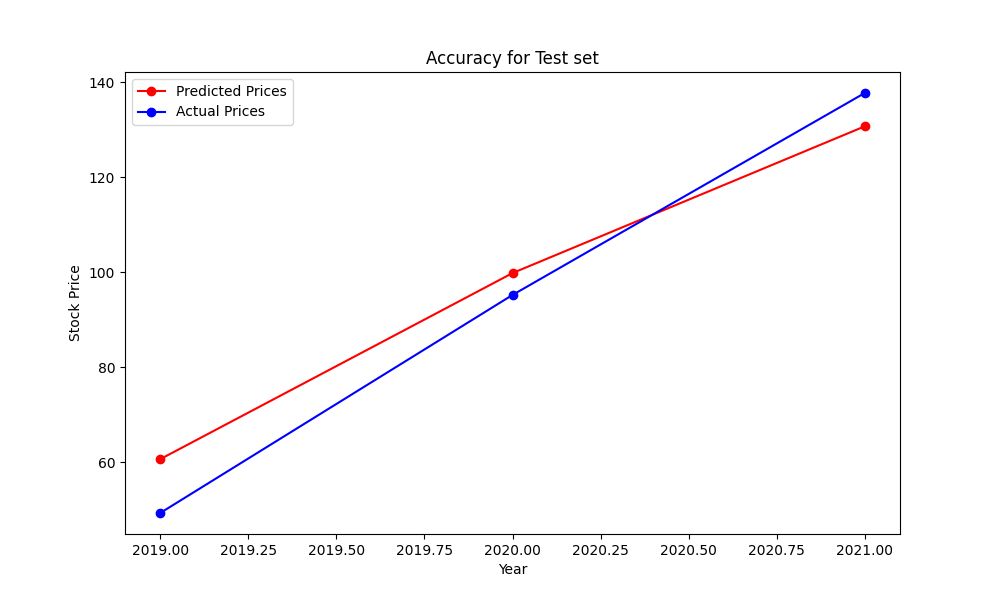 Accuracy for Test set
Predicted Prices
Actual Prices
140
120
100
80
60
Stock Price
2019.00 2019.25 2019.50 2019.75 2020.00 2020.25 2020.50 2020.75 2021.00
Year